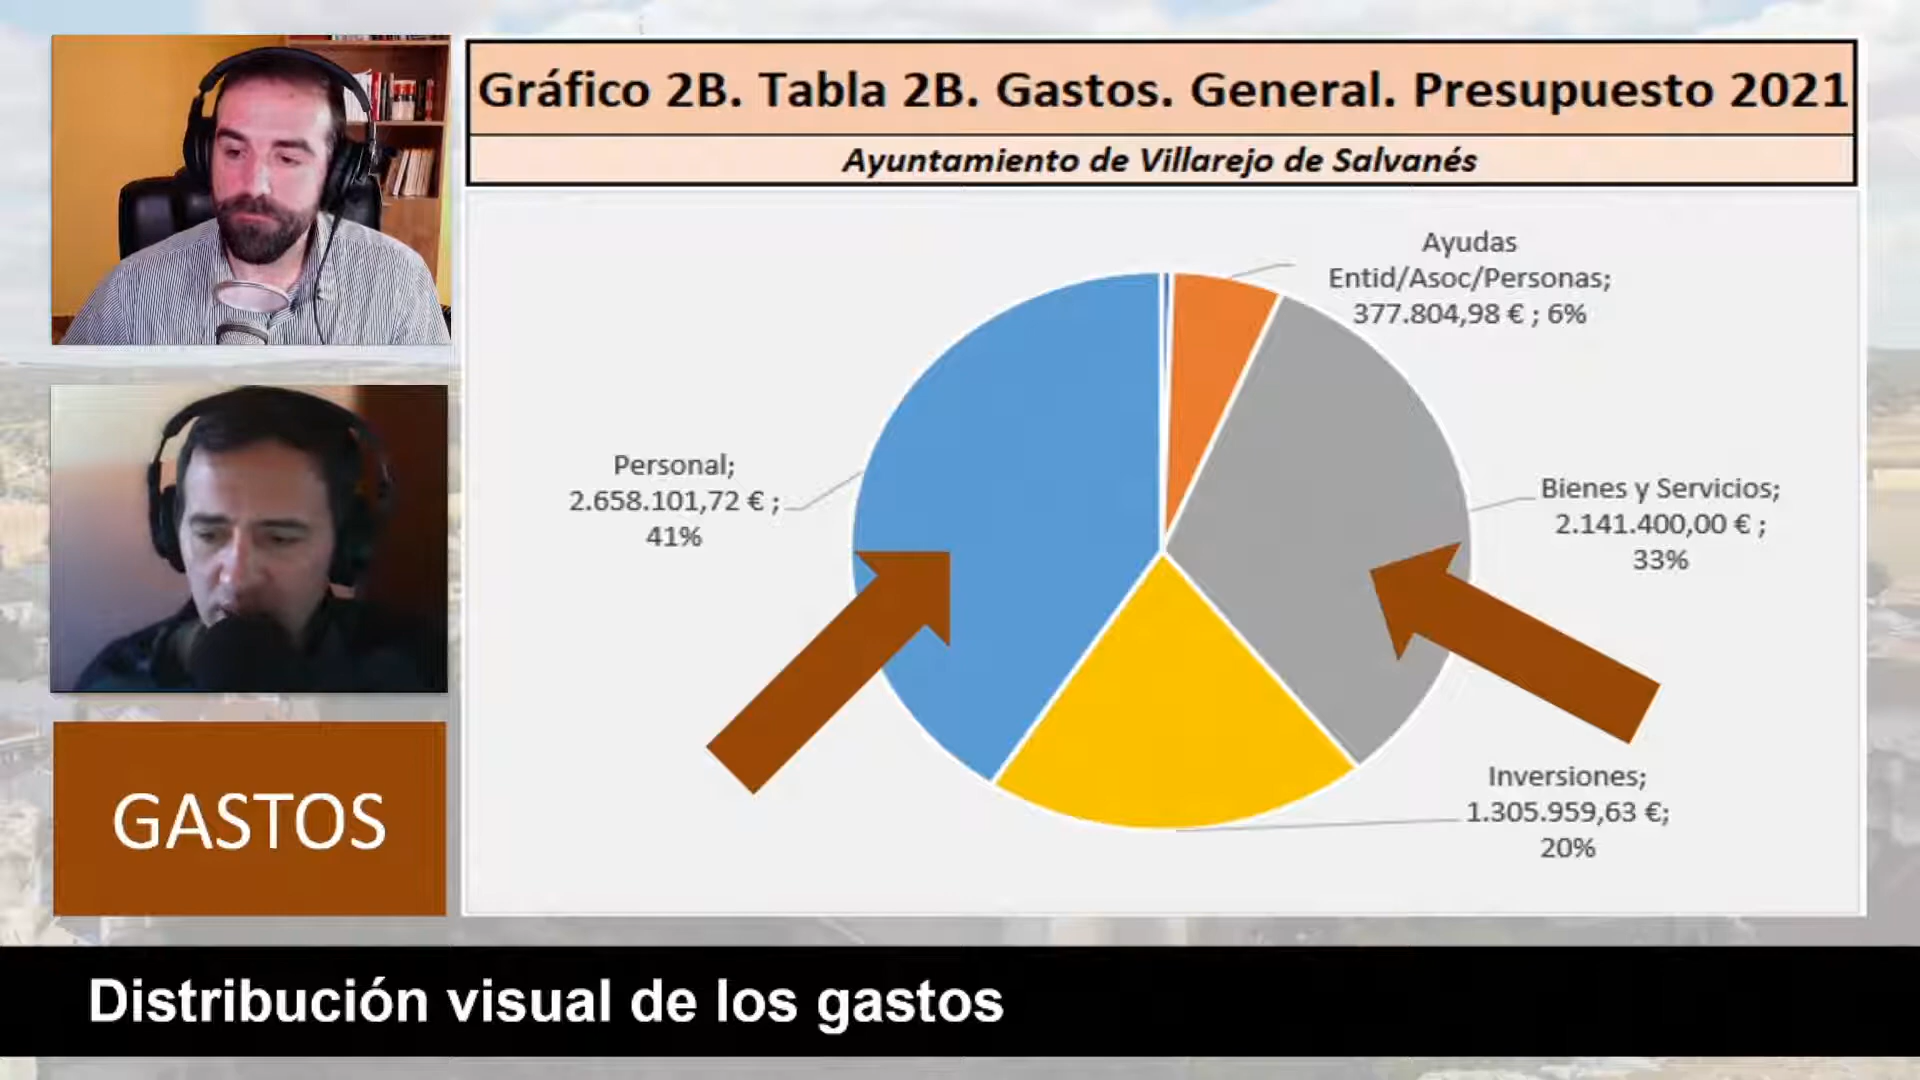 Gráfico 2B. Tabla 2B. Gastos. General. Presupuesto 2021
Ayuntamiento de Villarejo de Salvanés
Ayudas
Entid/Asoc/Personas;
377.804,98 € ; 6%
Personal;
2.658.101,72 € ;
41%
Bienes y Servicios;
2.141.400,00 € ;
33%
Inversiones;
1.305.959,63 €;
20%
GASTOS
Distribución visual de los gastos